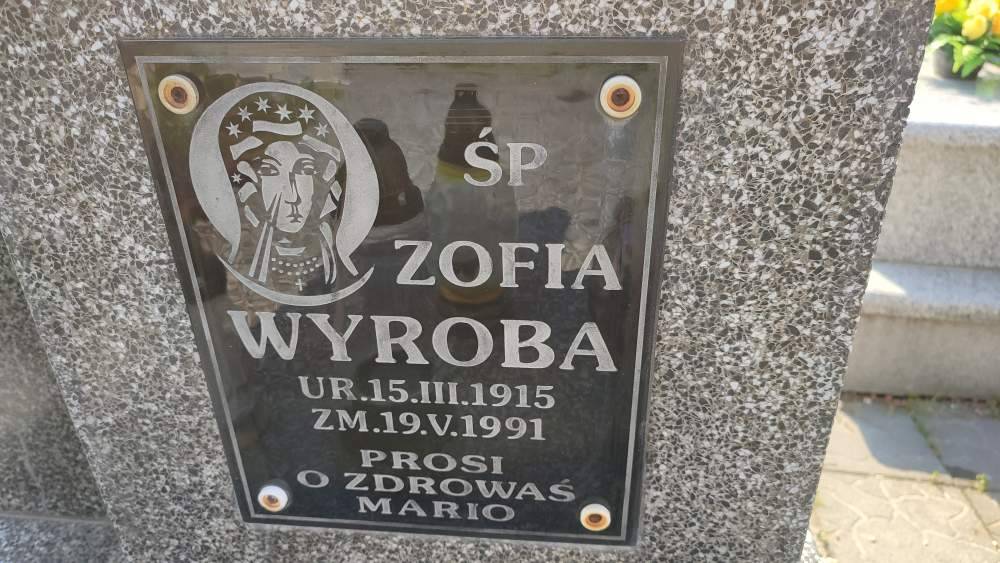 ŚP
ZOFIA
WYROBA
UR.15.III.1915
ZM.19.V.1991
PROSI
O ZDROWAŚ
MARIO